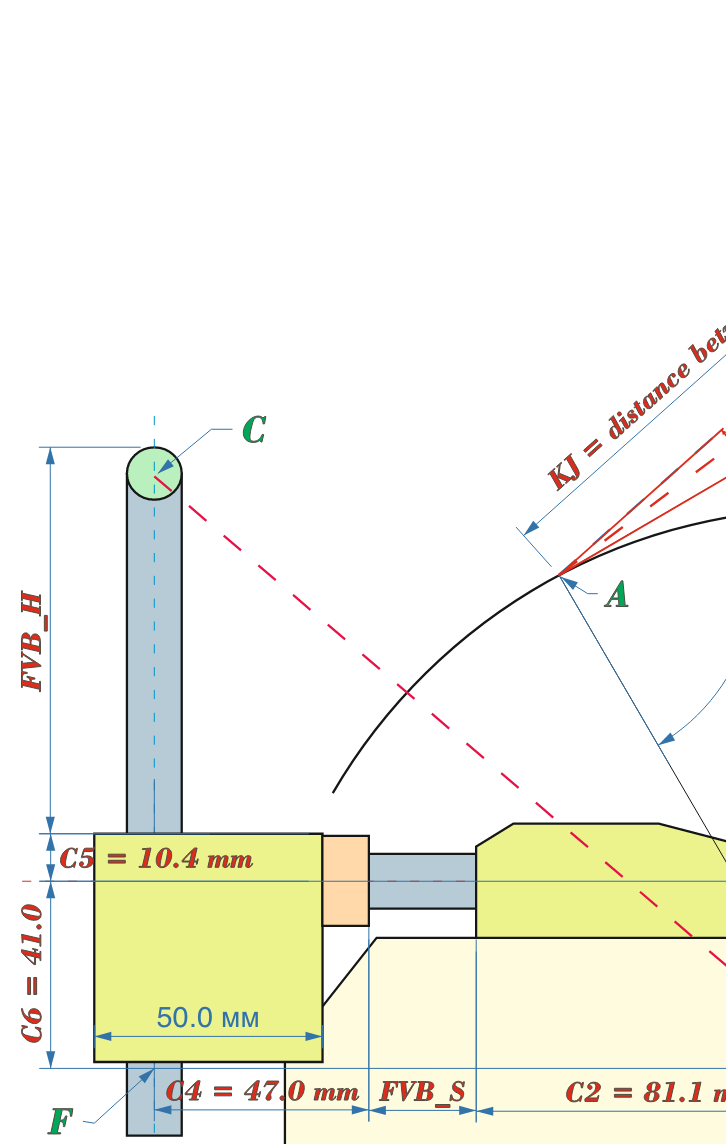 KJ = distance
C
A
FVB_H
C5 = 10.4 mm
C6 = 41.0
50.0 мм
C4 = 47.0 mm
FVB_S
C2 = 81.1
F